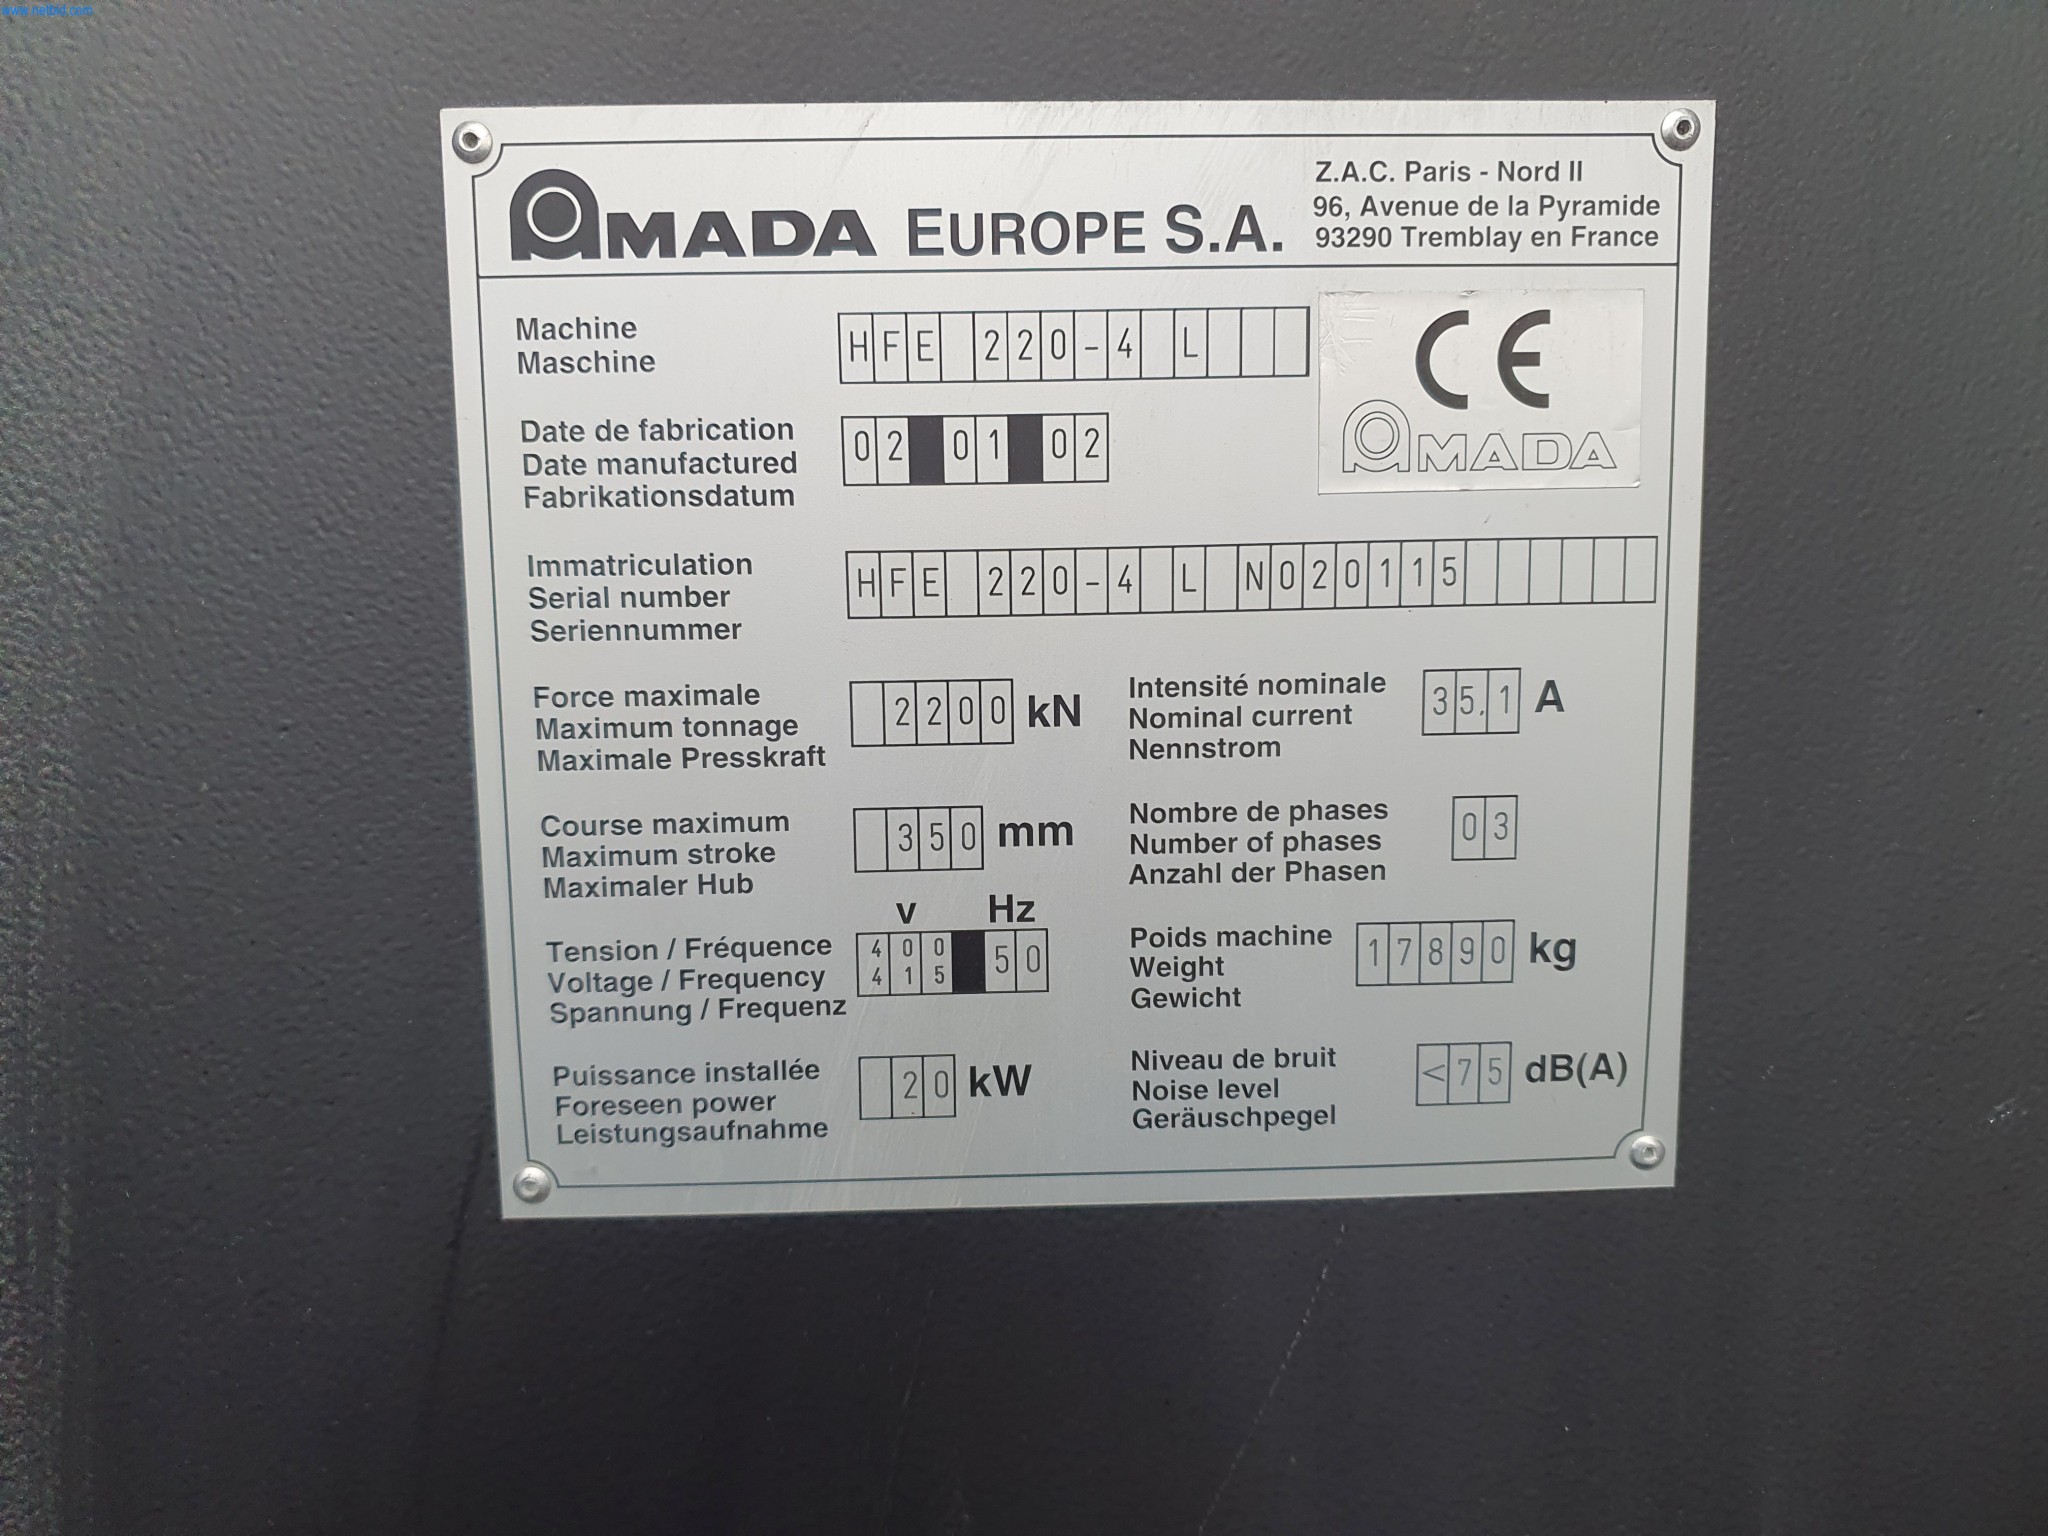 www.netbid.com
AMADA EUROPE S.A.
Z.A.C. Paris - Nord II
96, Avenue de la Pyramide
93290 Tremblay en France
Machine
Maschine
HFE 220-4 L
CE
AMADA
Date de fabrication
Date manufactured
Fabrikationsdatum
02 01 02
Immatriculation
Serial number
Seriennummer
HFE 220-4 L N020115
Force maximale
Maximum tonnage
Maximale Presskraft
2200 kN
Intensité nominale
Nominal current
Nennstrom
35.1 A
Course maximum
Maximum stroke
Maximaler Hub
350 mm
Nombre de phases
Number of phases
Anzahl der Phasen
03
V Hz
Tension / Fréquence
Voltage / Frequency
Spannung / Frequenz
400
415
50
Poids machine
Weight
Gewicht
17890 kg
Puissance installée
Foreseen power
Leistungsaufnahme
20 kW
Niveau de bruit
Noise level
Geräuschpegel
<75 dB(A)